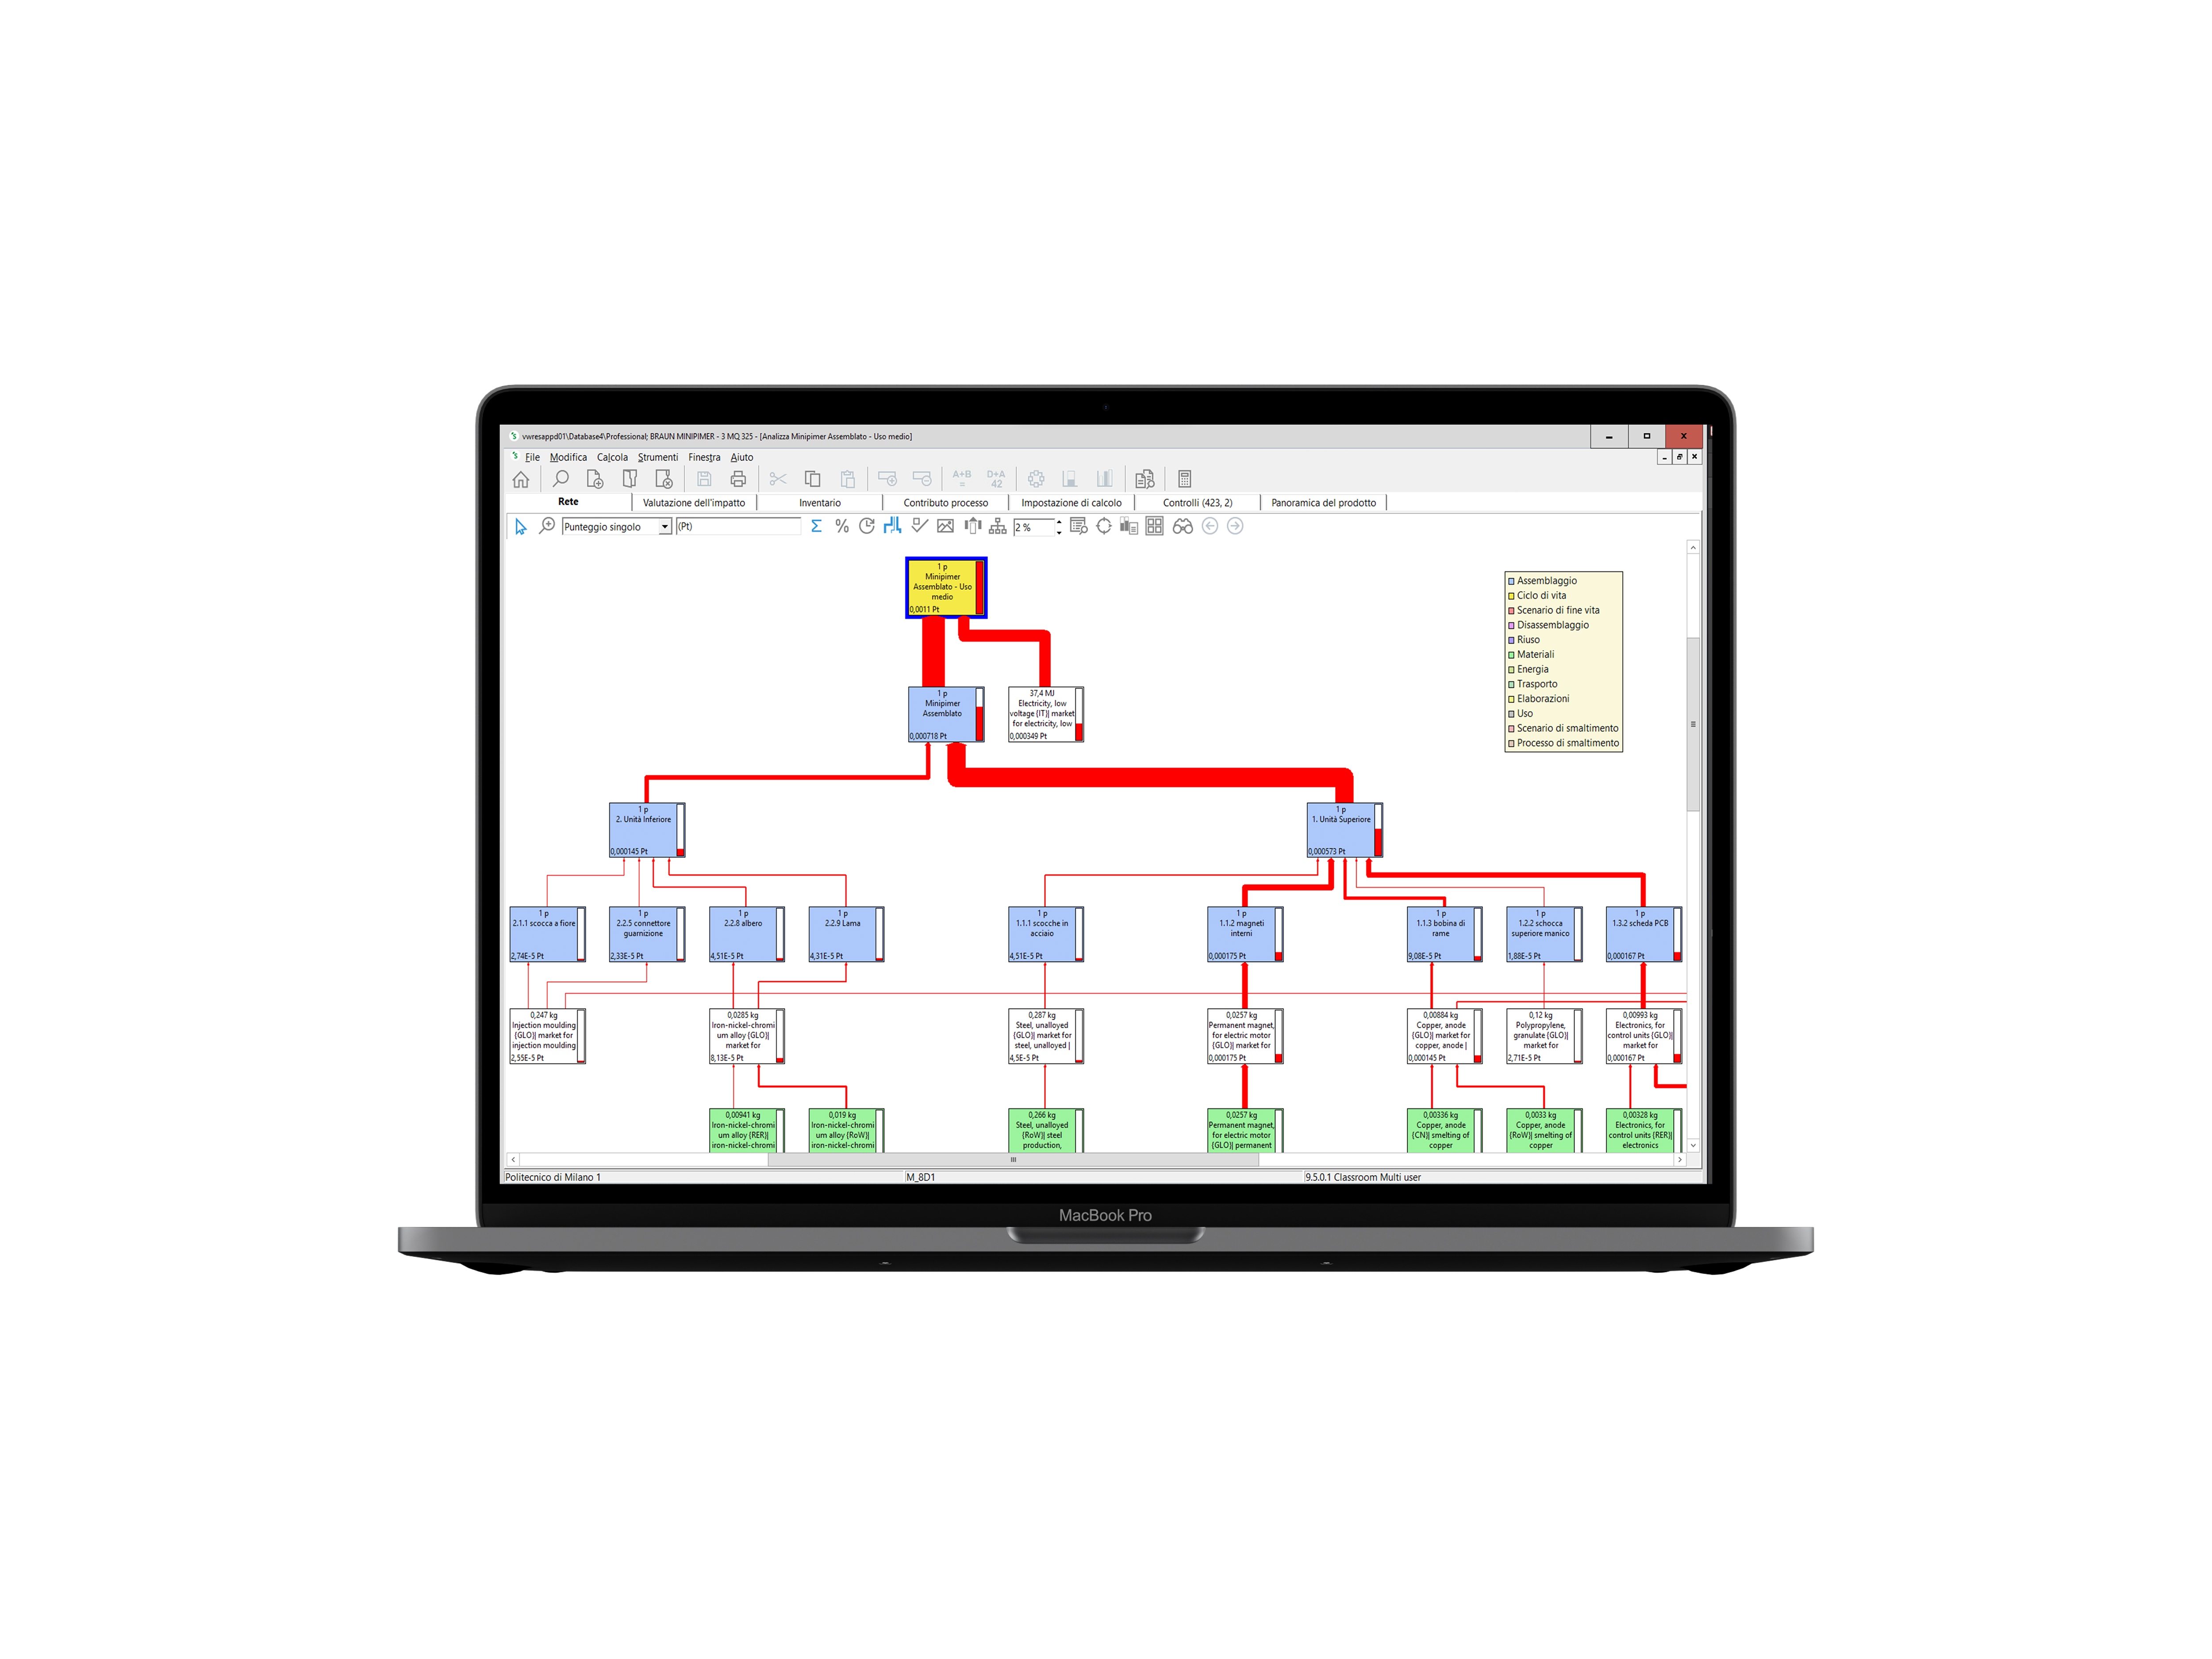 vwresappd01\Database4\Professional; BRAUN MINIPIMER - 3 MQ 325 - [Analizza Minipimer Assemblato - Uso medio]
File Modifica Calcola Strumenti Finestra Aiuto
A+B
=
D+A
42
Rete Valutazione dell'impatto Inventario Contributo processo Impostazione di calcolo Controlli (423, 2) Panoramica del prodotto
Punteggio singolo (Pt) Σ % 2 %
1 p
Minipimer
Assemblato - Uso
medio
0,0011 Pt
Assemblaggio
Ciclo di vita
Scenario di fine vita
Disassemblaggio
Riuso
Materiali
Energia
Trasporto
Elaborazioni
Uso
Scenario di smaltimento
Processo di smaltimento
1 p
Minipimer
Assemblato
0,000718 Pt
37,4 MJ
Electricity, low
voltage {IT}| market
for electricity, low
0,000349 Pt
1 p
2. Unità Inferiore
0,000145 Pt
1 p
1. Unità Superiore
0,000573 Pt
1 p
2.1.1 scocca a fiore
2,74E-5 Pt
1 p
2.2.5 connettore
guarnizione
2,33E-5 Pt
1 p
2.2.8 albero
4,51E-5 Pt
1 p
2.2.9 Lama
4,31E-5 Pt
1 p
1.1.1 scocche in
acciaio
4,51E-5 Pt
1 p
1.1.2 magneti
interni
0,000175 Pt
1 p
1.1.3 bobina di
rame
9,08E-5 Pt
1 p
1.2.2 schocca
superiore manico
1,88E-5 Pt
1 p
1.3.2 scheda PCB
0,000167 Pt
0,247 kg
Injection moulding
{GLO}| market for
injection moulding
2,55E-5 Pt
0,0285 kg
Iron-nickel-chromi
um alloy {GLO}|
market for
8,13E-5 Pt
0,287 kg
Steel, unalloyed
{GLO}| market for
steel, unalloyed |
4,5E-5 Pt
0,0257 kg
Permanent magnet,
for electric motor
{GLO}| market for
0,000175 Pt
0,00884 kg
Copper, anode
{GLO}| market for
copper, anode |
0,000145 Pt
0,12 kg
Polypropylene,
granulate {GLO}|
market for
2,71E-5 Pt
0,00993 kg
Electronics, for
control units {GLO}|
market for
0,000167 Pt
0,00941 kg
Iron-nickel-chromi
um alloy {RER}|
iron-nickel-chromi
0,019 kg
Iron-nickel-chromi
um alloy {RoW}|
iron-nickel-chromi
0,266 kg
Steel, unalloyed
{RoW}| steel
production,
0,0257 kg
Permanent magnet,
for electric motor
{GLO}| permanent
0,00336 kg
Copper, anode
{CN}| smelting of
copper
0,0033 kg
Copper, anode
{RoW}| smelting of
copper
0,00328 kg
Electronics, for
control units {RER}|
electronics
Politecnico di Milano 1 M_8D1 9.5.0.1 Classroom Multi user
MacBook Pro